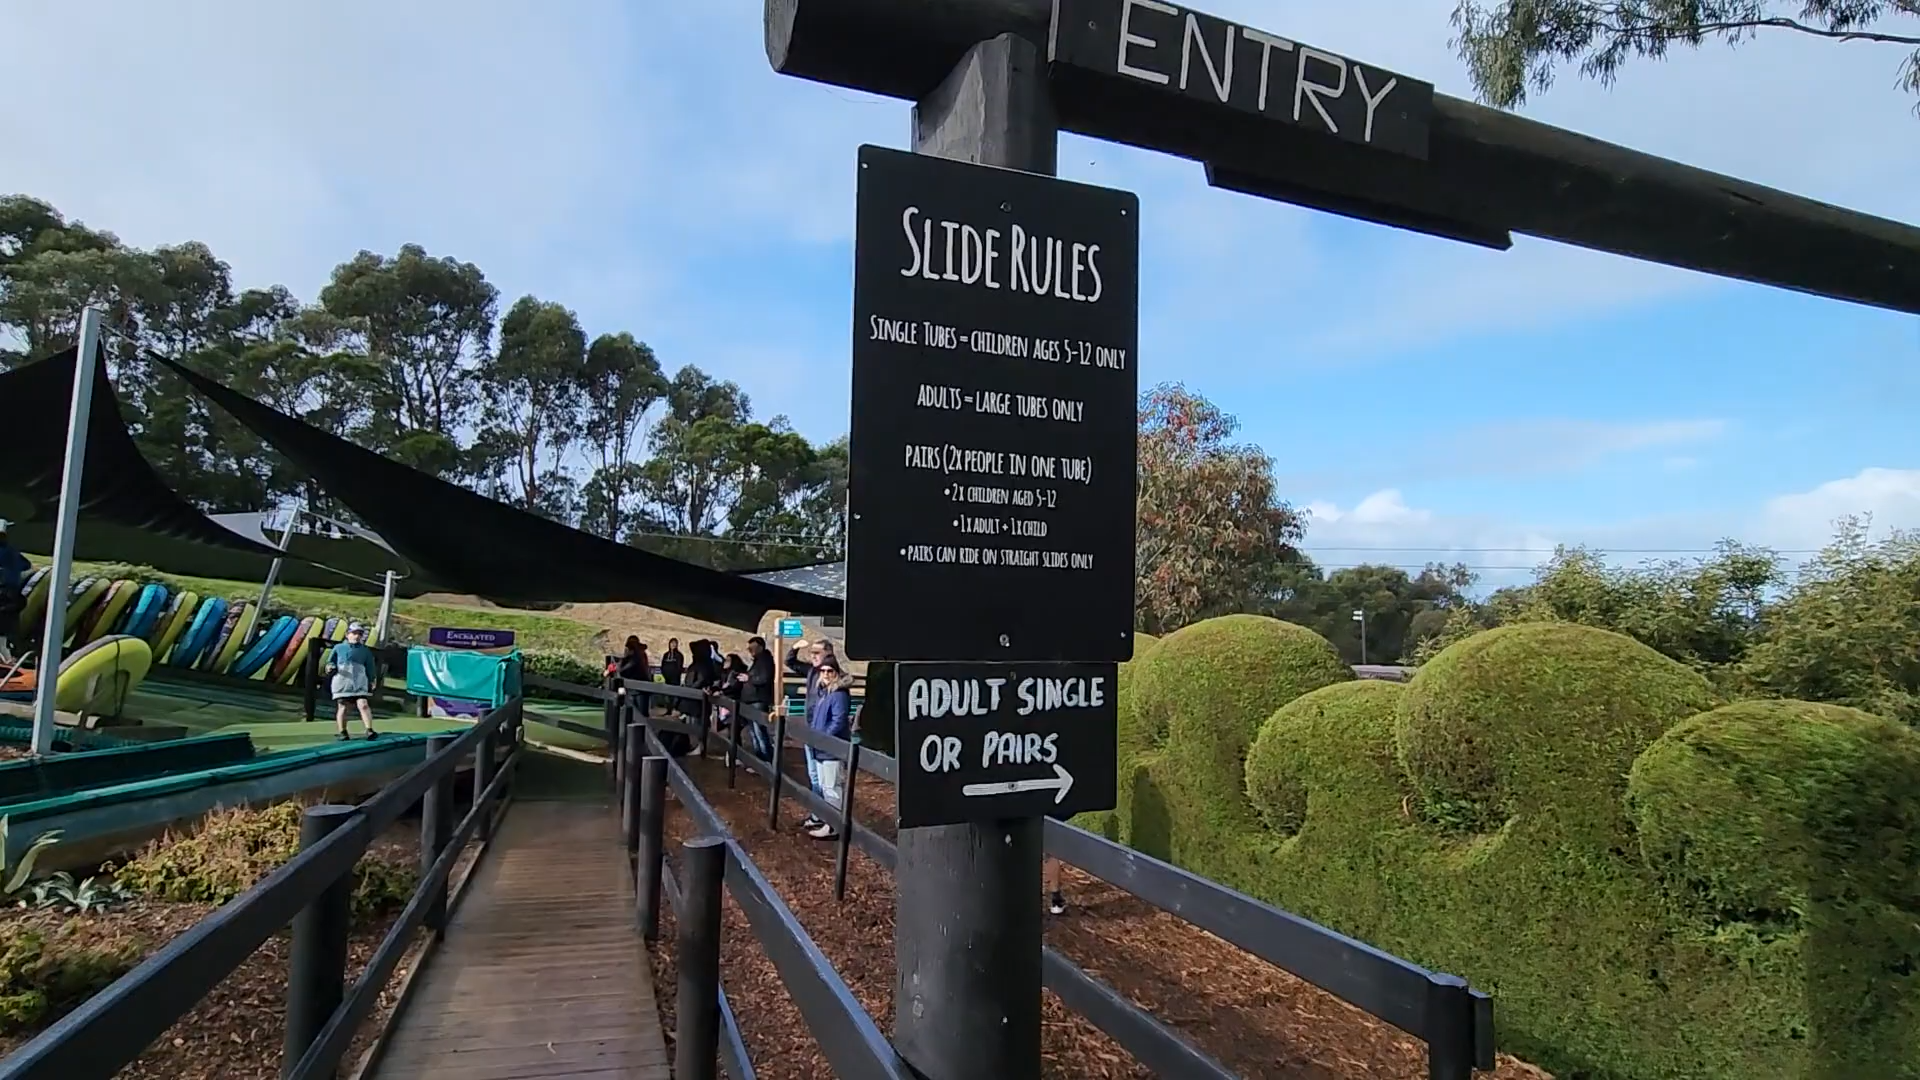 ENTRY
SLIDE RULES
SINGLE TUBES = CHILDREN AGES 5-12 ONLY
ADULTS = LARGE TUBES ONLY
PAIRS (2X PEOPLE IN ONE TUBE)
• 2X CHILDREN AGED 5-12
• 1X ADULT + 1X CHILD
• PAIRS CAN RIDE ON STRAIGHT SLIDES ONLY
ADULT SINGLE
OR PAIRS
ENCHANTED